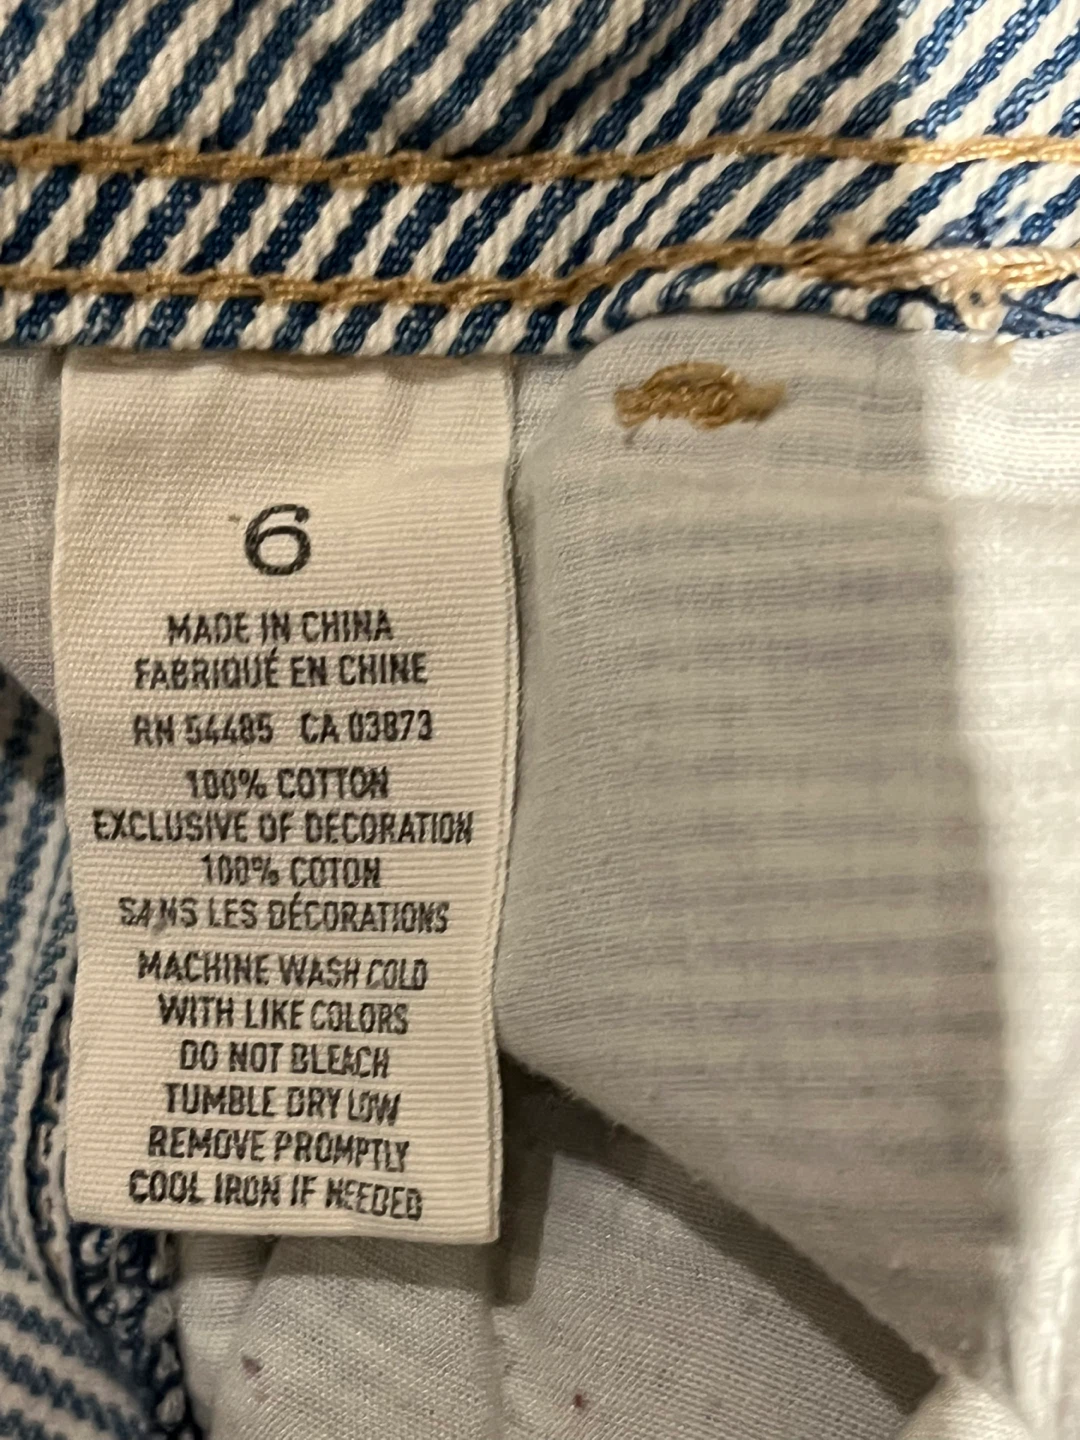 6
MADE IN CHINA
FABRIQUÉ EN CHINE
RN 54485 CA 03873
100% COTTON
EXCLUSIVE OF DECORATION
100% COTON
SANS LES DÉCORATIONS
MACHINE WASH COLD
WITH LIKE COLORS
DO NOT BLEACH
TUMBLE DRY LOW
REMOVE PROMPTLY
COOL IRON IF NEEDED